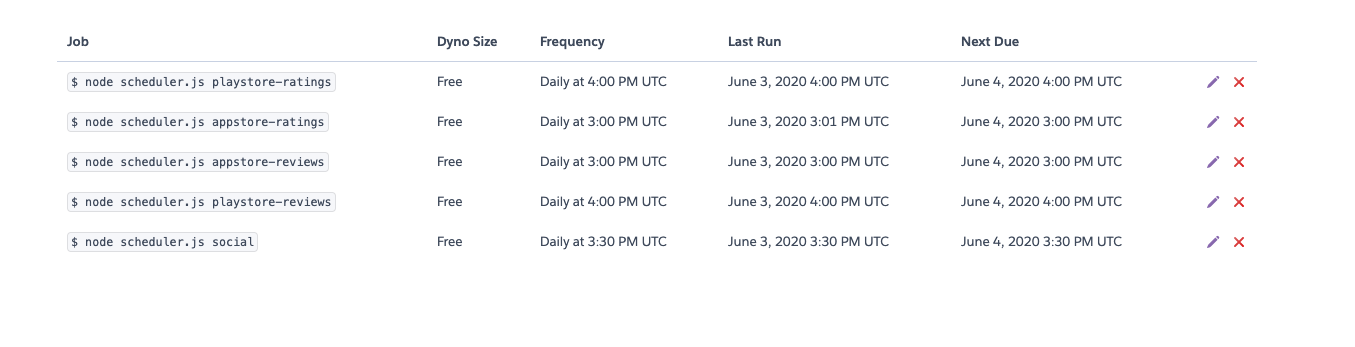 Job Dyno Size Frequency Last Run Next Due
$ node scheduler.js playstore-ratings Free Daily at 4:00 PM UTC June 3, 2020 4:00 PM UTC June 4, 2020 4:00 PM UTC
$ node scheduler.js appstore-ratings Free Daily at 3:00 PM UTC June 3, 2020 3:01 PM UTC June 4, 2020 3:00 PM UTC
$ node scheduler.js appstore-reviews Free Daily at 3:00 PM UTC June 3, 2020 3:00 PM UTC June 4, 2020 3:00 PM UTC
$ node scheduler.js playstore-reviews Free Daily at 4:00 PM UTC June 3, 2020 4:00 PM UTC June 4, 2020 4:00 PM UTC
$ node scheduler.js social Free Daily at 3:30 PM UTC June 3, 2020 3:30 PM UTC June 4, 2020 3:30 PM UTC